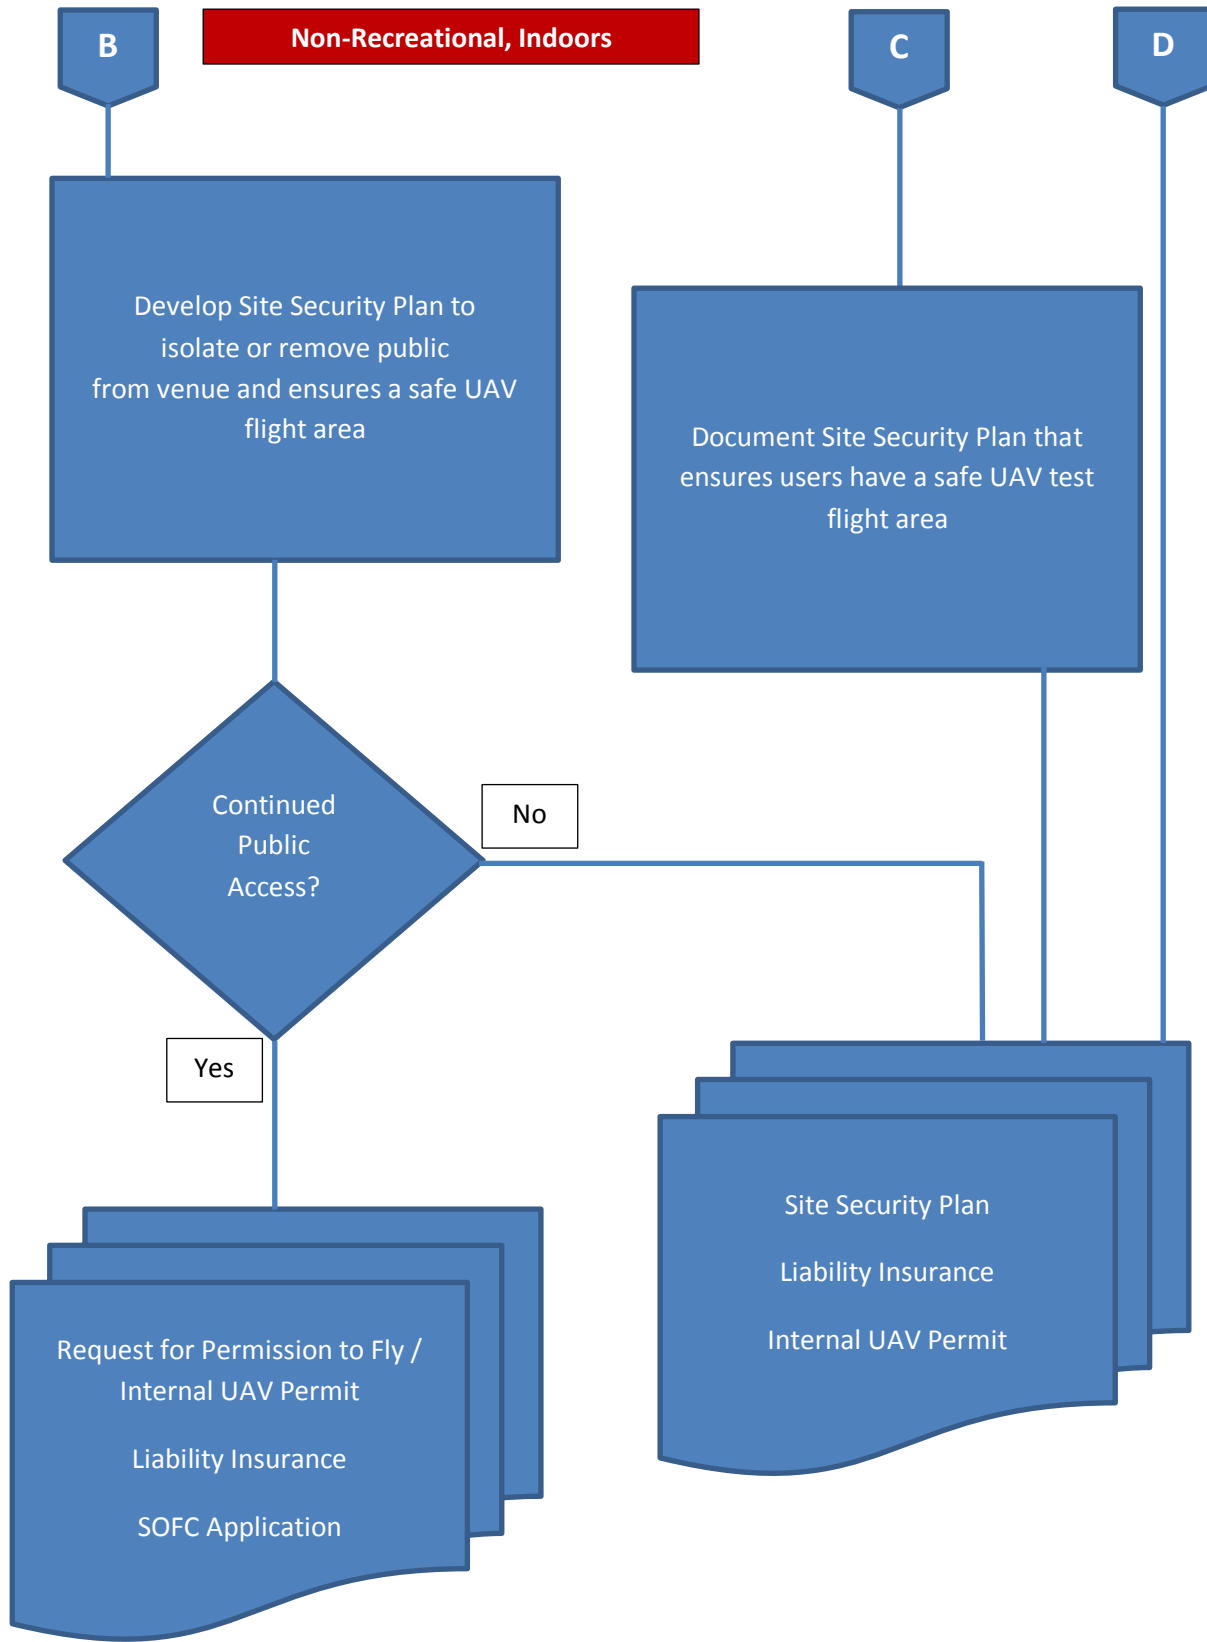 B
Non-Recreational, Indoors
C
D
Develop Site Security Plan to
isolate or remove public
from venue and ensures a safe UAV
flight area
Document Site Security Plan that
ensures users have a safe UAV test
flight area
Continued
Public
Access?
No
Yes
Site Security Plan
Liability Insurance
Internal UAV Permit
Request for Permission to Fly /
Internal UAV Permit
Liability Insurance
SOFC Application